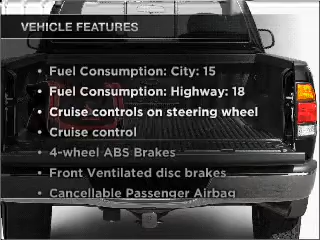 VEHICLE FEATURES
• Fuel Consumption: City: 15
• Fuel Consumption: Highway: 18
• Cruise controls on steering wheel
• Cruise control
• 4-wheel ABS Brakes
• Front Ventilated disc brakes
• Cancellable Passenger Airbag